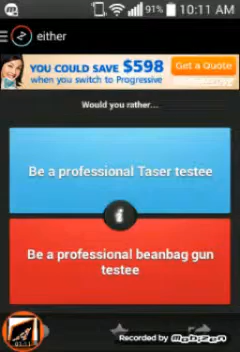 91% 10:11 AM
either
YOU COULD SAVE $598
when you switch to Progressive
Get a Quote
Would you rather...
Be a professional Taser testee
i
Be a professional beanbag gun
testee
Recorded by Mobizen